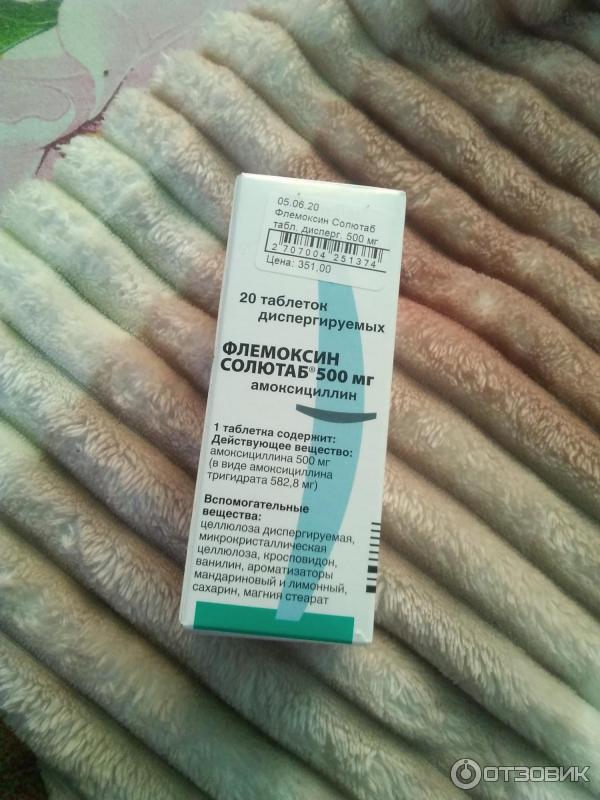 05.06.20
Флемоксин Солютаб
табл. дисперг. 500 мг
2 707004 251374
Цена: 351,00
20 таблеток
диспергируемых
ФЛЕМОКСИН
СОЛЮТАБ® 500 мг
амоксициллин
1 таблетка содержит:
Действующее вещество:
амоксициллина 500 мг
(в виде амоксициллина
тригидрата 582,8 мг)
Вспомогательные
вещества:
целлюлоза диспергируемая,
микрокристаллическая
целлюлоза, кросповидон,
ванилин, ароматизаторы
мандариновый и лимонный,
сахарин, магния стеарат
ОТЗОВИК